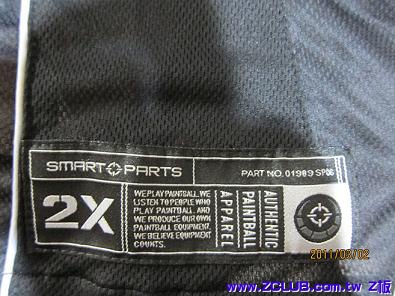 SMART PARTS
PART NO. 01989 SP06
2X
WE PLAY PAINTBALL. WE
LISTEN TO PEOPLE WHO
PLAY PAINTBALL. AND
WE PRODUCE OUR OWN
PAINTBALL EQUIPMENT.
WE BELIEVE EQUIPMENT
COUNTS.
AUTHENTIC
PAINTBALL
APPAREL
2011/03/02
www.ZCLUB.com.tw Z板